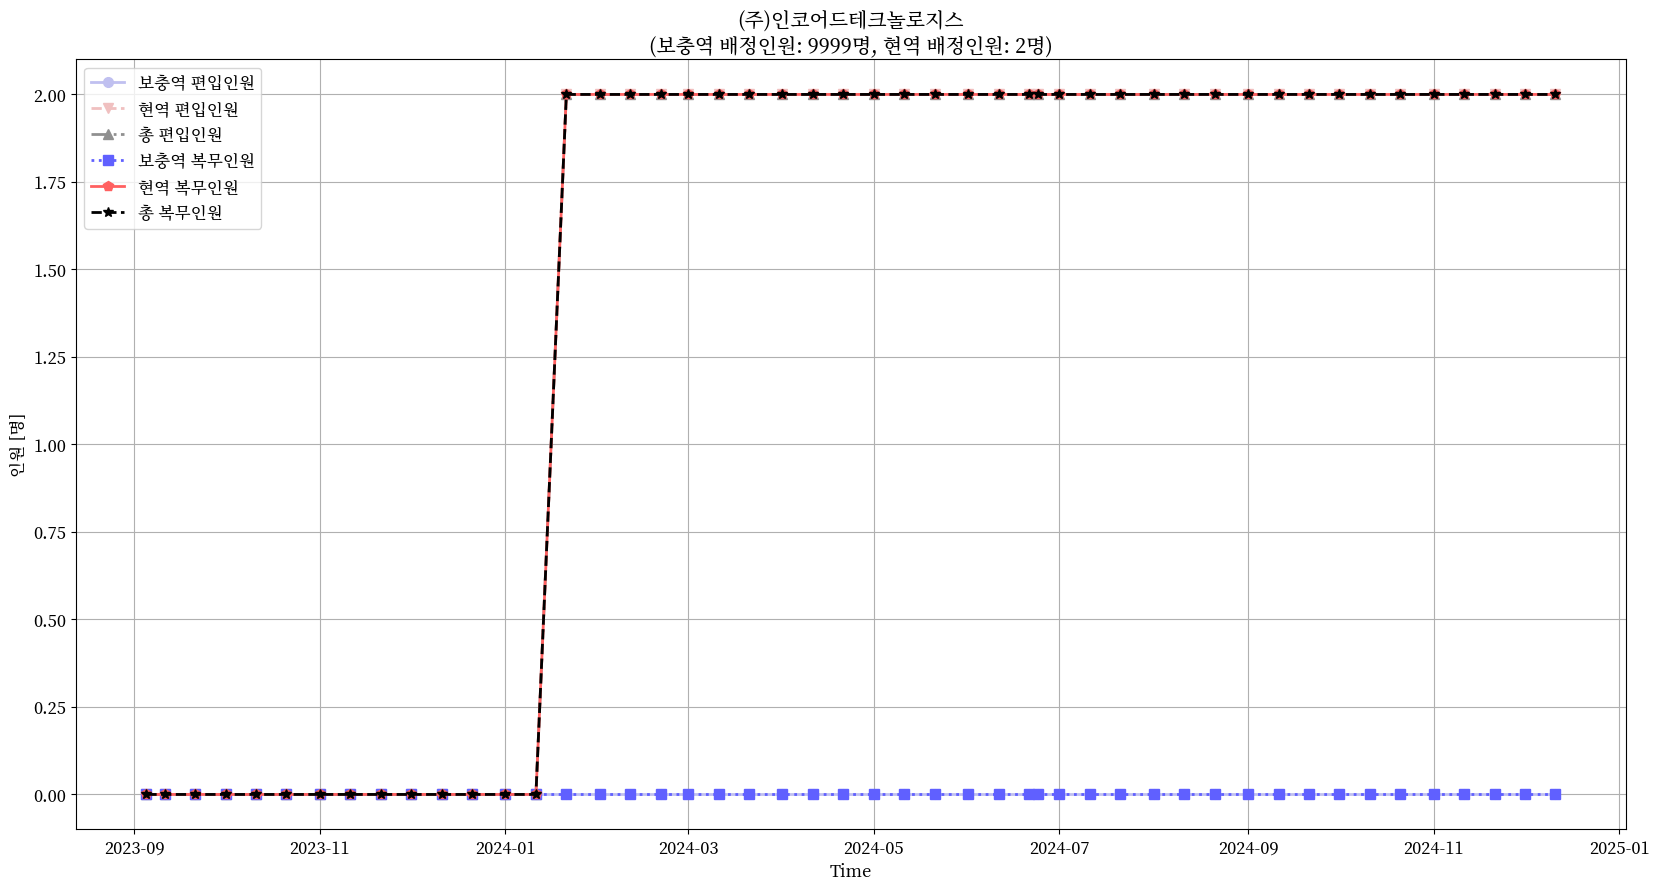 (주)인코어드테크놀로지스
(보충역 배정인원: 9999명, 현역 배정인원: 2명)
보충역 편입인원
현역 편입인원
총 편입인원
보충역 복무인원
현역 복무인원
총 복무인원
2.00
1.75
1.50
1.25
1.00
0.75
0.50
0.25
0.00
인원 [명]
2023-09
2023-11
2024-01
2024-03
2024-05
2024-07
2024-09
2024-11
2025-01
Time